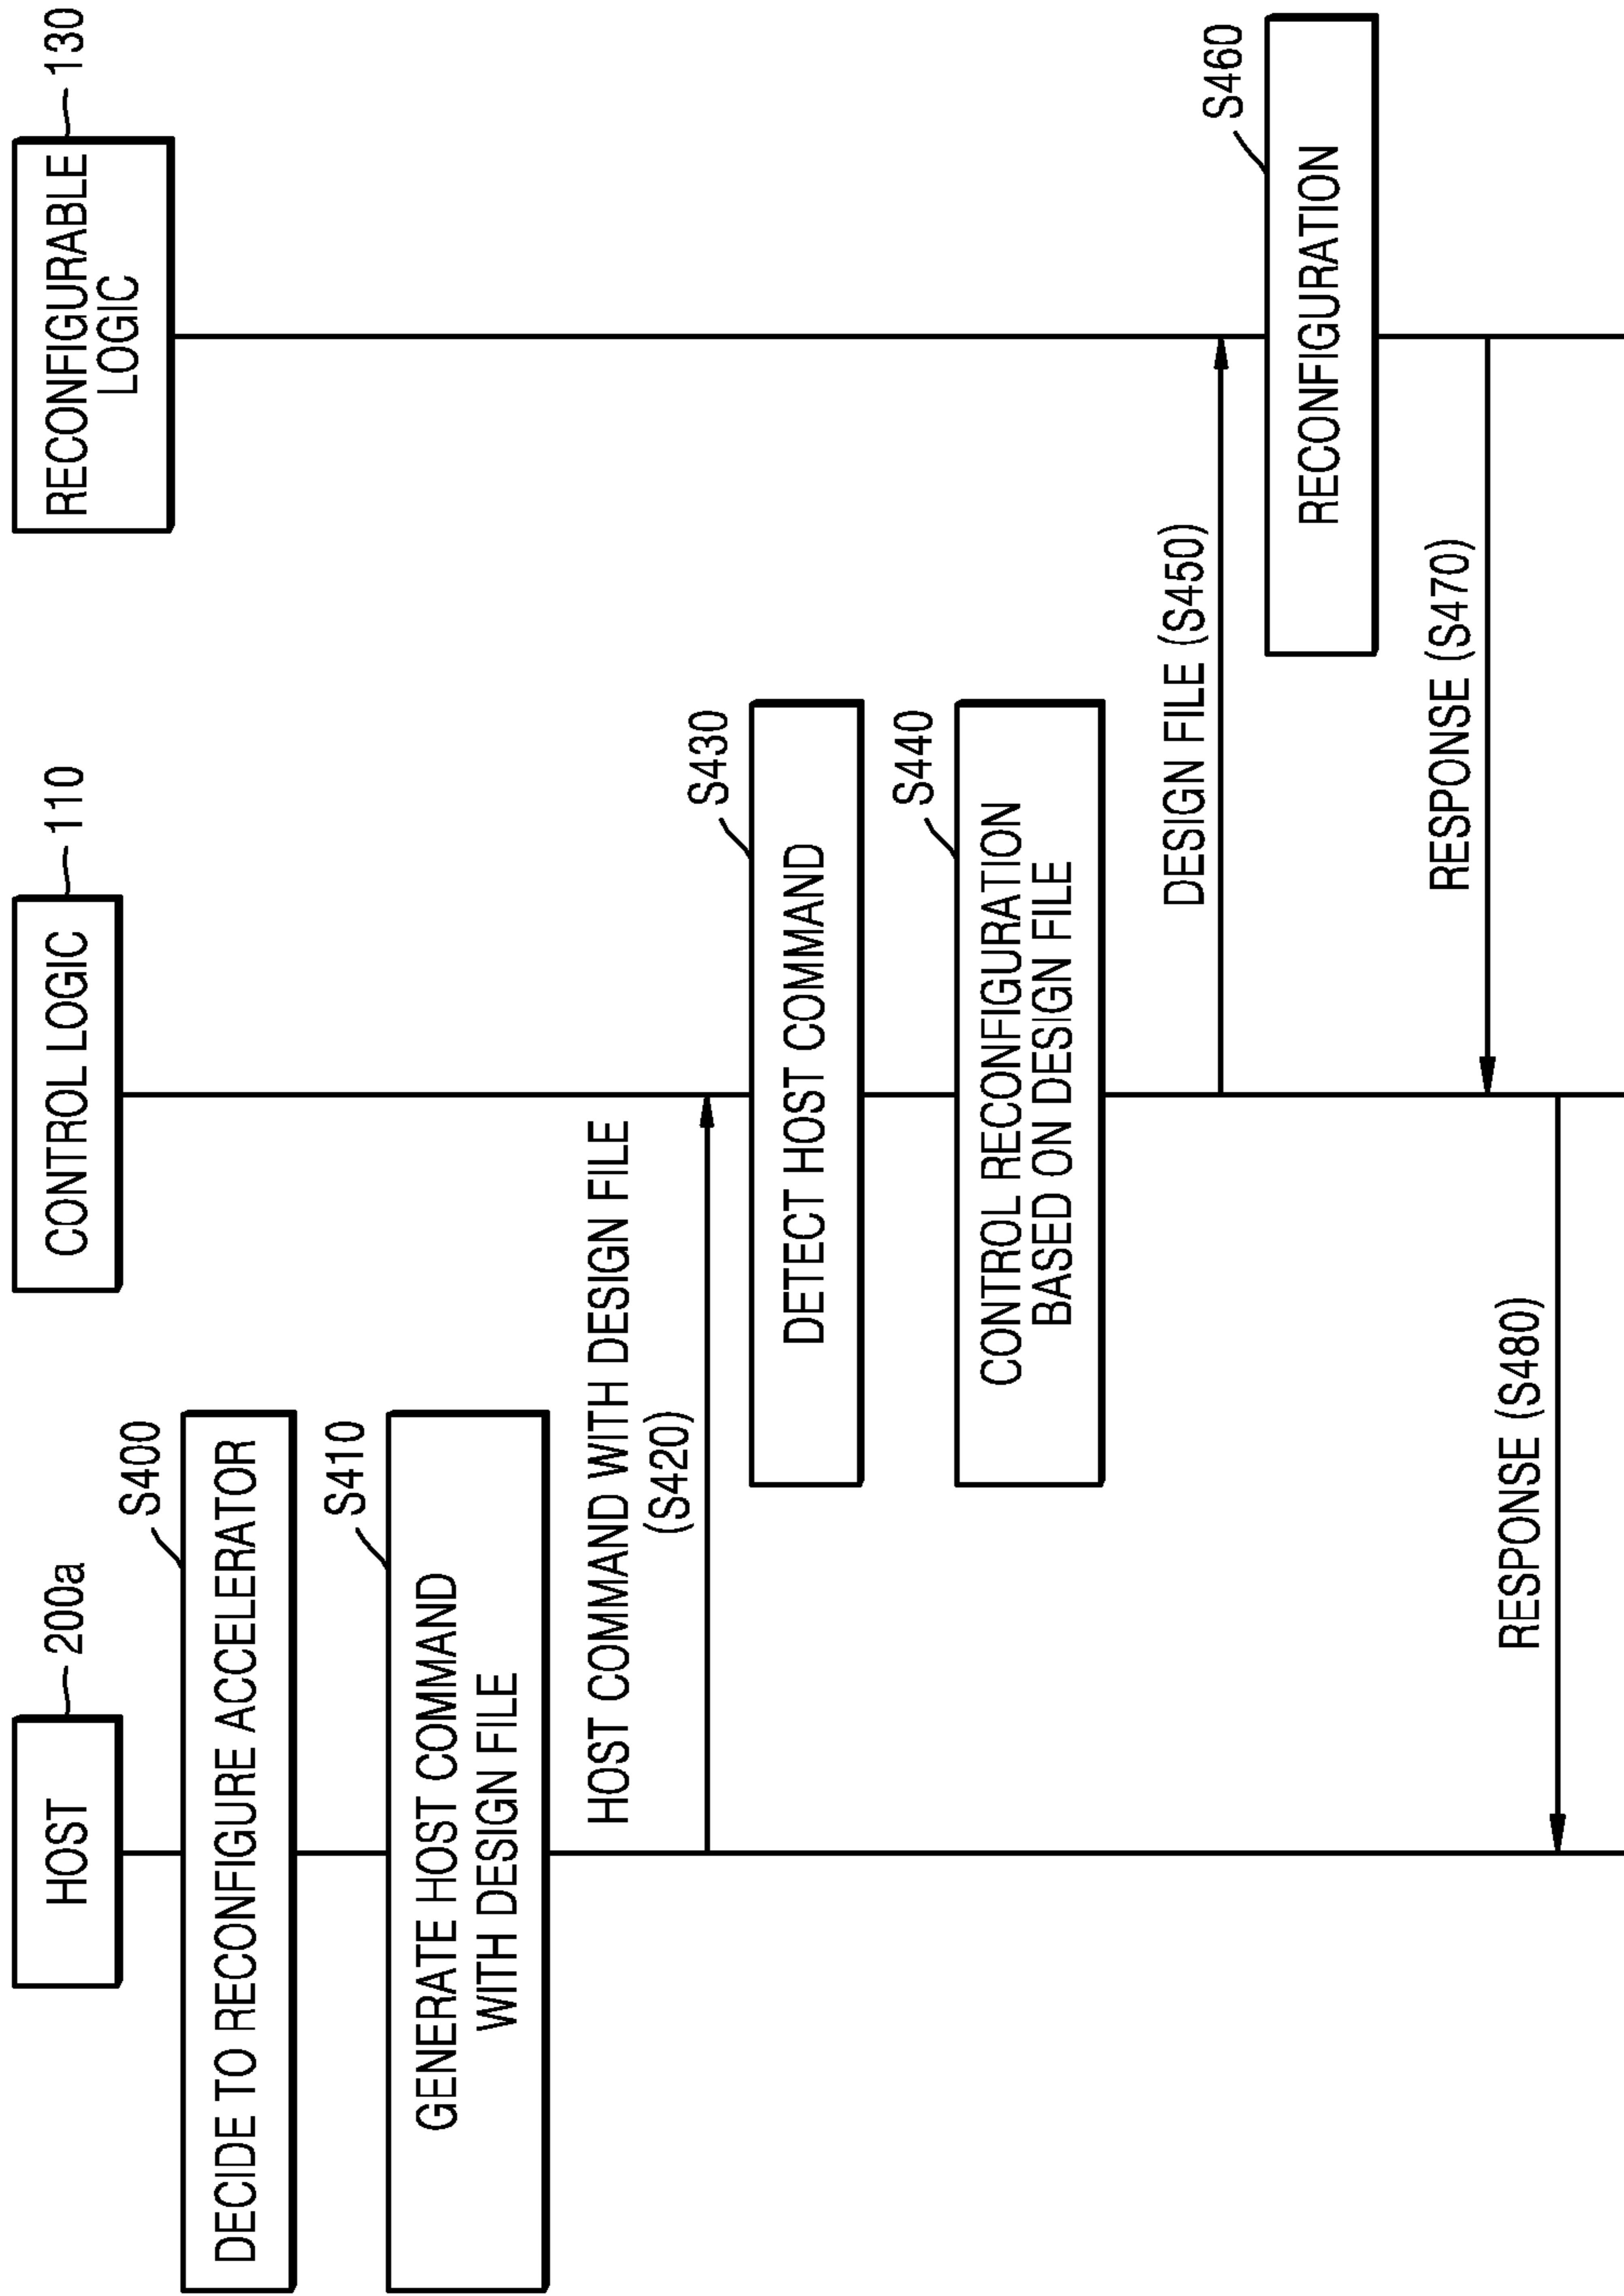 HOST
200a
CONTROL LOGIC
110
RECONFIGURABLE
LOGIC
130
S400
DECIDE TO RECONFIGURE ACCELERATOR
S410
GENERATE HOST COMMAND
WITH DESIGN FILE
HOST COMMAND WITH DESIGN FILE
(S420)
S430
DETECT HOST COMMAND
S440
CONTROL RECONFIGURATION
BASED ON DESIGN FILE
DESIGN FILE (S450)
S460
RECONFIGURATION
RESPONSE (S470)
RESPONSE (S480)